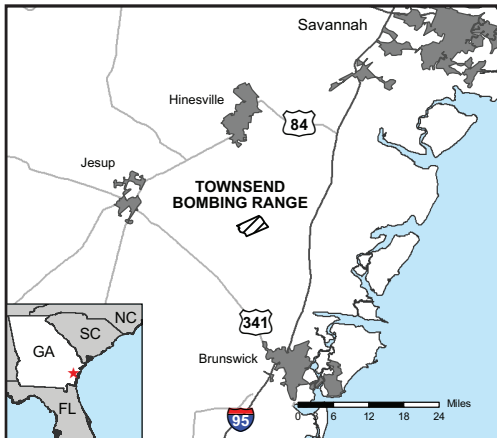 Savannah
Hinesville
84
Jesup
TOWNSEND
BOMBING RANGE
341
NC
SC
GA
Brunswick
FL
95
Miles
0 6 12 18 24